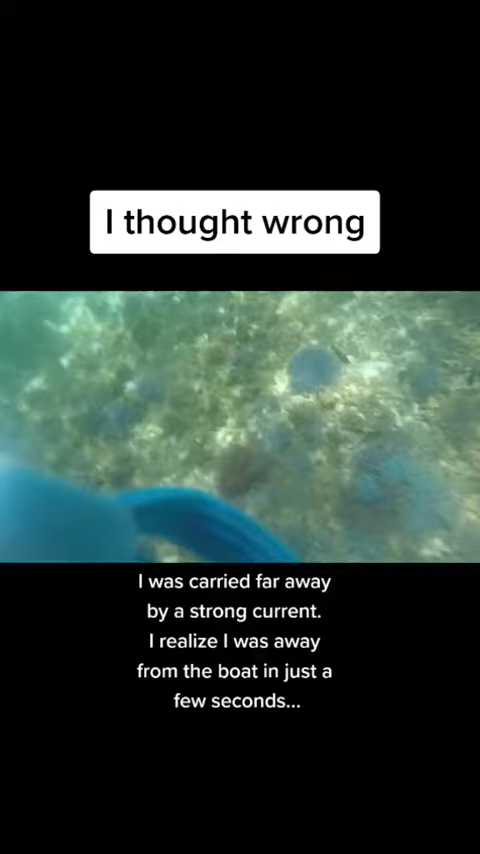 I thought wrong
I was carried far away
by a strong current.
I realize I was away
from the boat in just a
few seconds...